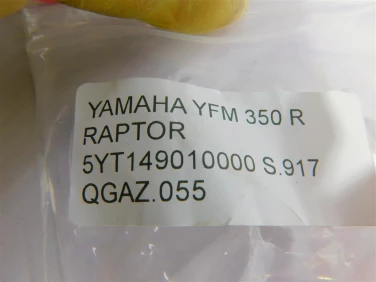 YAMAHA YFM 350 R
RAPTOR
5YT149010000 S.917
QGAZ.055